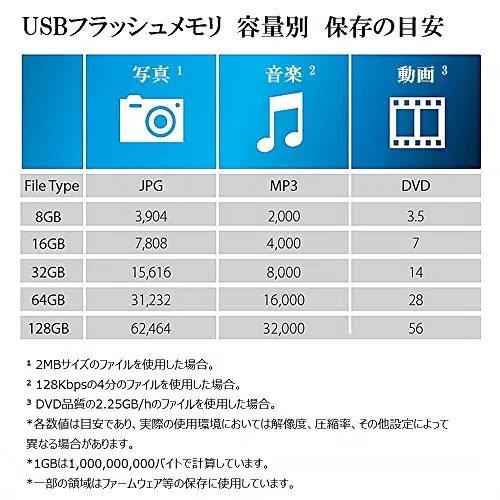 USBフラッシュメモリ 容量別 保存の目安
写真 1 音楽 2 動画 3
File Type JPG MP3 DVD
8GB 3,904 2,000 3.5
16GB 7,808 4,000 7
32GB 15,616 8,000 14
64GB 31,232 16,000 28
128GB 62,464 32,000 56
1 2MBサイズのファイルを使用した場合。
2 128Kbpsの4分のファイルを使用した場合。
3 DVD品質の2.25GB/hのファイルを使用した場合。
*各数値は目安であり、実際の使用環境においては解像度、圧縮率、その他設定によって
異なる場合があります。
*1GBは1,000,000,000バイトで計算しています。
*一部の領域はファームウェア等の保存に使用しています。